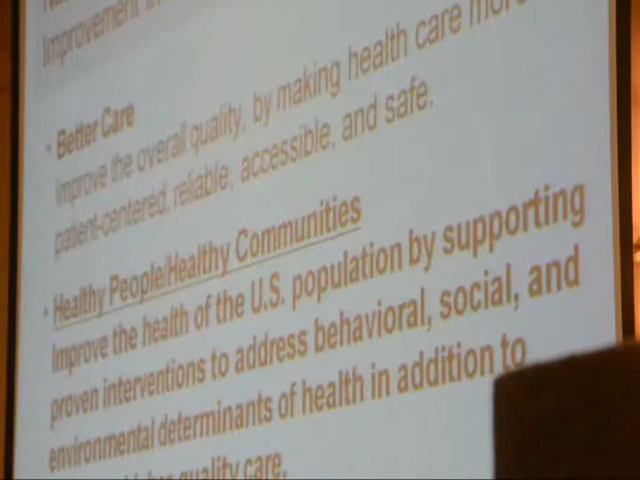 Improvement in
• Better Care
Improve the overall quality, by making health care more
patient-centered, reliable, accessible, and safe.
• Healthy People/Healthy Communities
Improve the health of the U.S. population by supporting
proven interventions to address behavioral, social, and
environmental determinants of health in addition to
quality care.